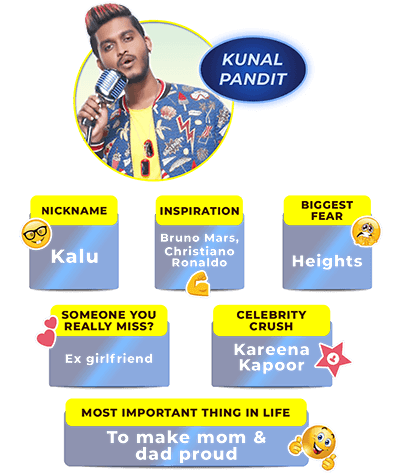 KUNAL
PANDIT
NICKNAME
Kalu
INSPIRATION
Bruno Mars,
Christiano
Ronaldo
BIGGEST
FEAR
Heights
SOMEONE YOU
REALLY MISS?
Ex girlfriend
CELEBRITY
CRUSH
Kareena
Kapoor
MOST IMPORTANT THING IN LIFE
To make mom &
dad proud